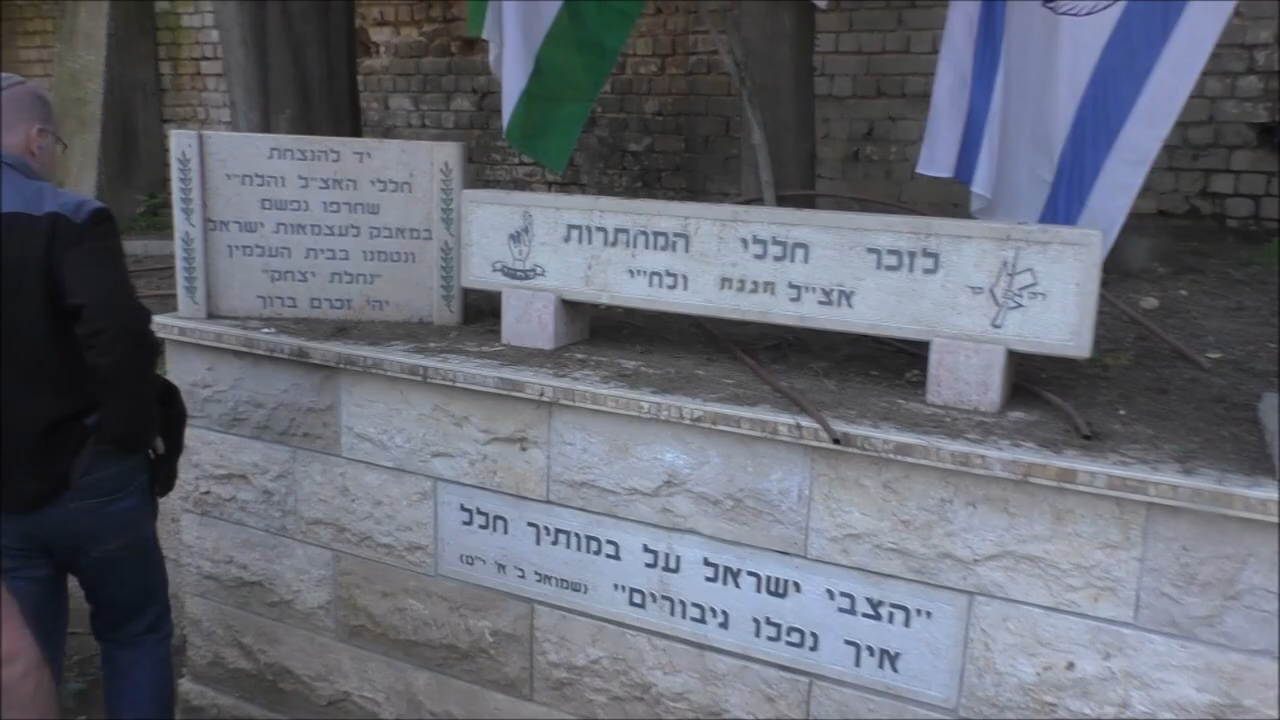 יד להנצחת
חללי האצ״ל והלח״י
שחרפו נפשם
במאבק לעצמאות ישראל
ונטמנו בבית העלמין
״נחלת יצחק״
יהי זכרם ברוך
לזכר חללי המחתרות
אצ״ל הגנה ולח״י
״הצבי ישראל על במותיך חלל
איך נפלו גיבורים״ (שמואל ב׳ א׳ י״ט)